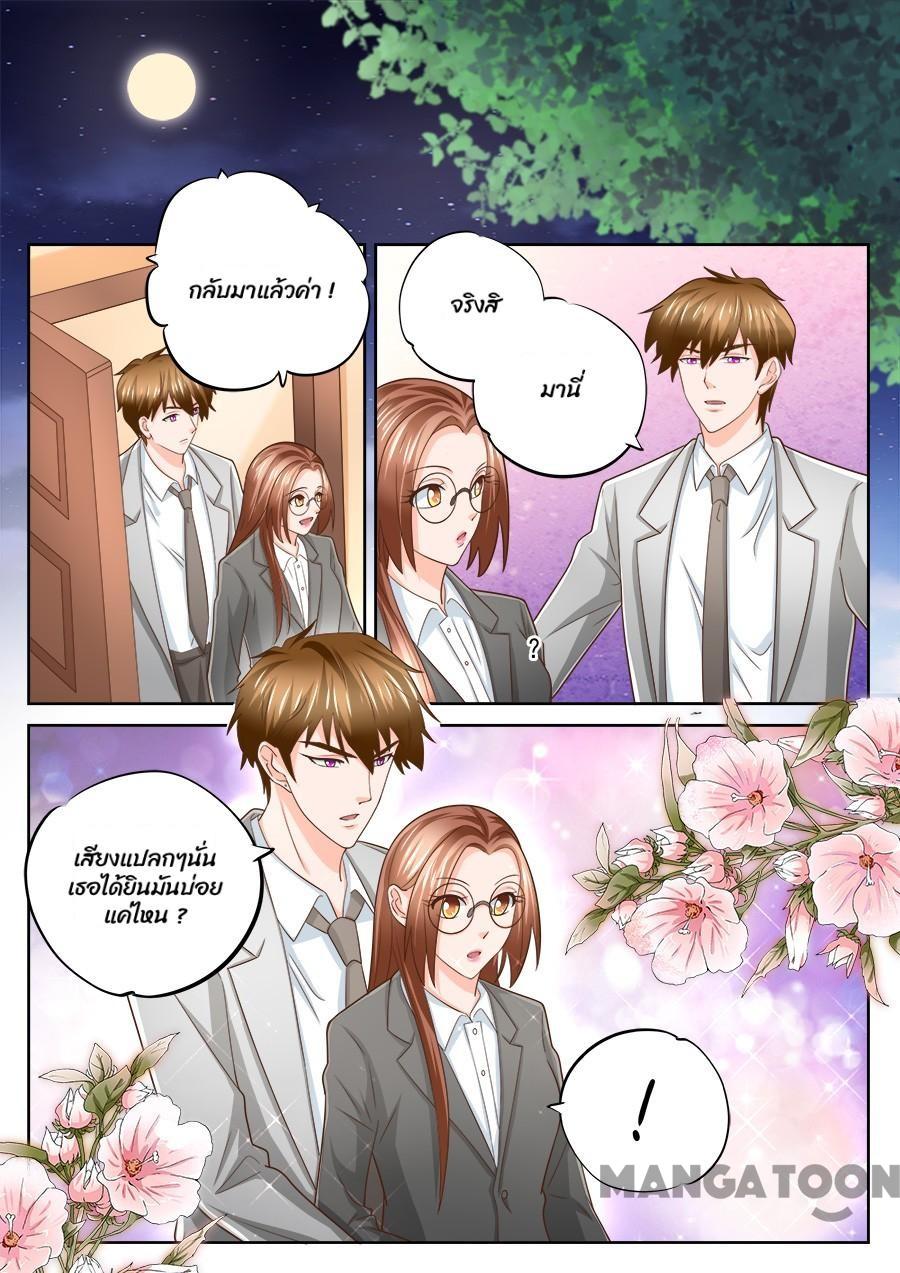 กลับมาแล้วค่า !
จริงสิ
มานี่
?
เสียงแปลกๆนั่น
เธอได้ยินมันบ่อย
แค่ไหน ?
!
MANGATOON